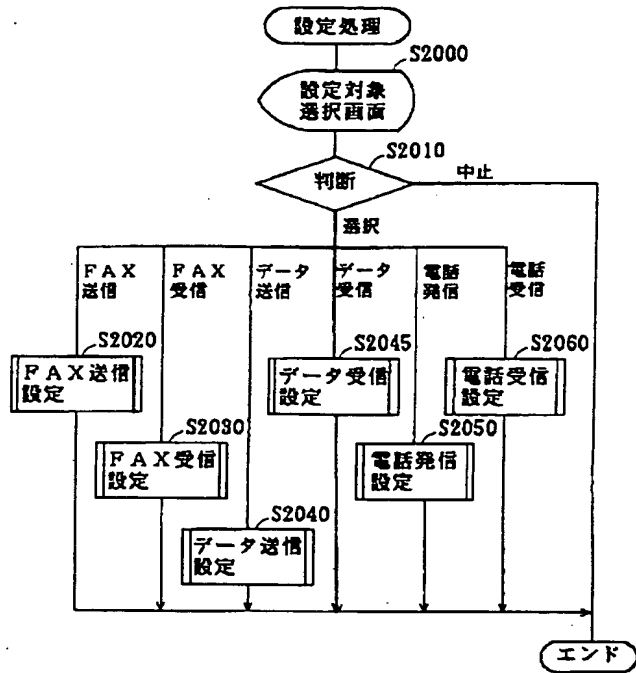 設定処理
S2000
設定対象
選択画面
S2010
判断
中止
選択
ＦＡＸ
送信
ＦＡＸ
受信
データ
送信
データ
受信
電話
発信
電話
受信
S2020
ＦＡＸ送信
設定
S2045
データ受信
設定
S2060
電話受信
設定
S2030
ＦＡＸ受信
設定
S2050
電話発信
設定
S2040
データ送信
設定
エンド